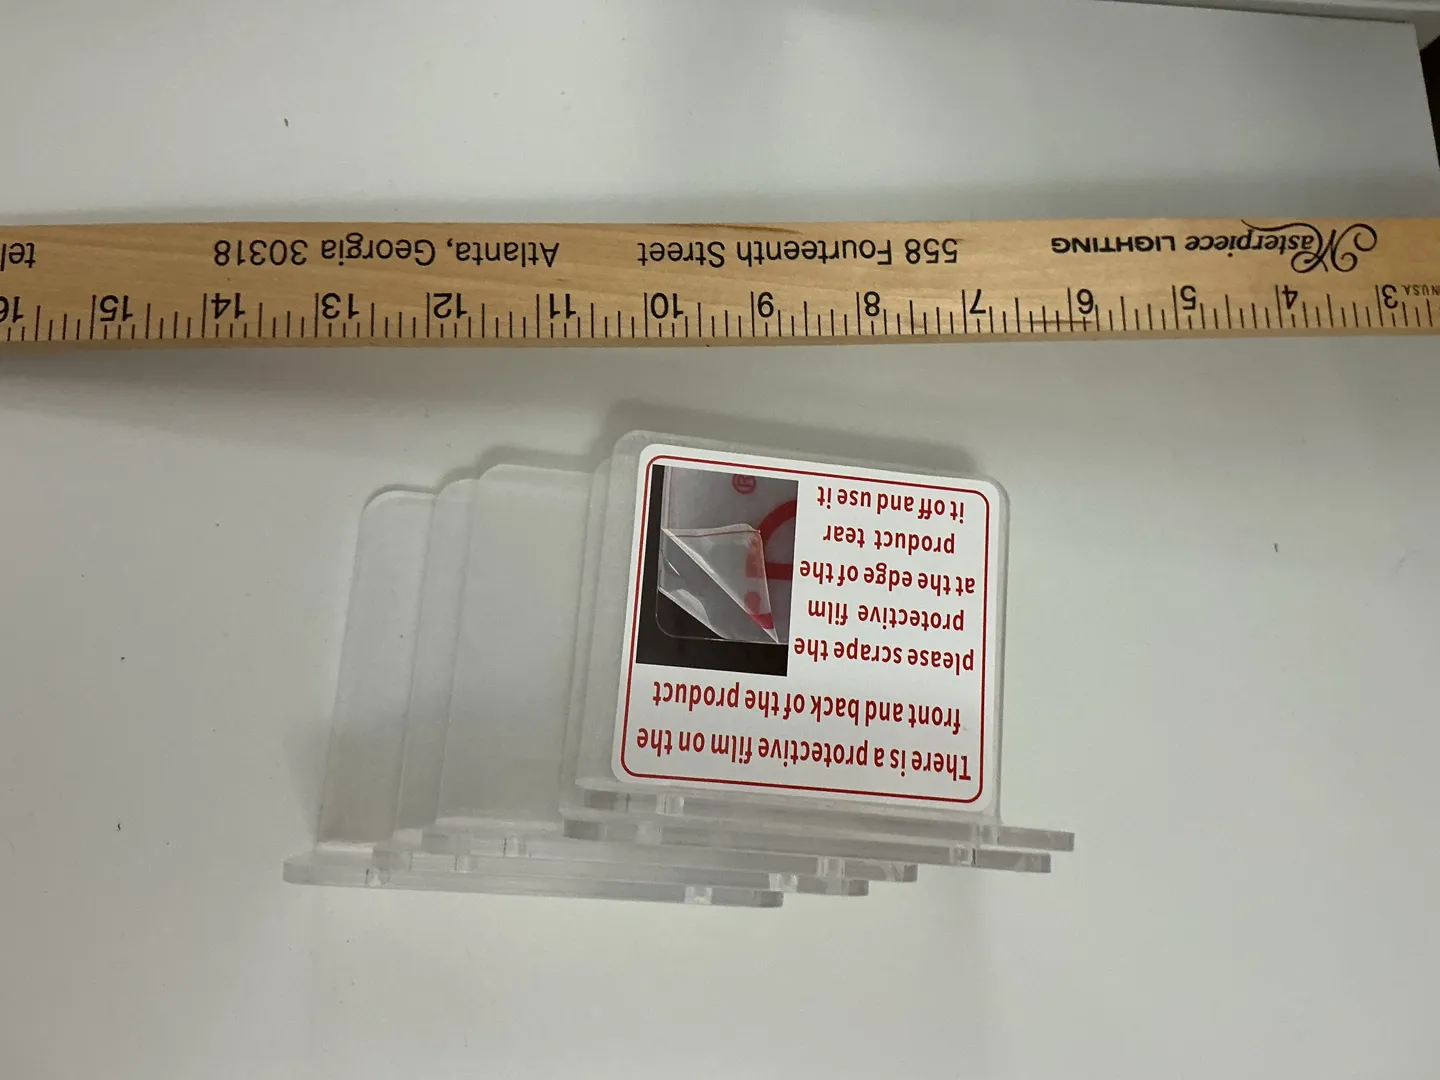 There is a protective film on the
front and back of the product
please scrape the
protective film
at the edge of the
product tear
it off and use it
®
3 4 5 6 7 8 9 10 11 12 13 14 15 16
Masterpiece LIGHTING 558 Fourteenth Street Atlanta, Georgia 30318 tel